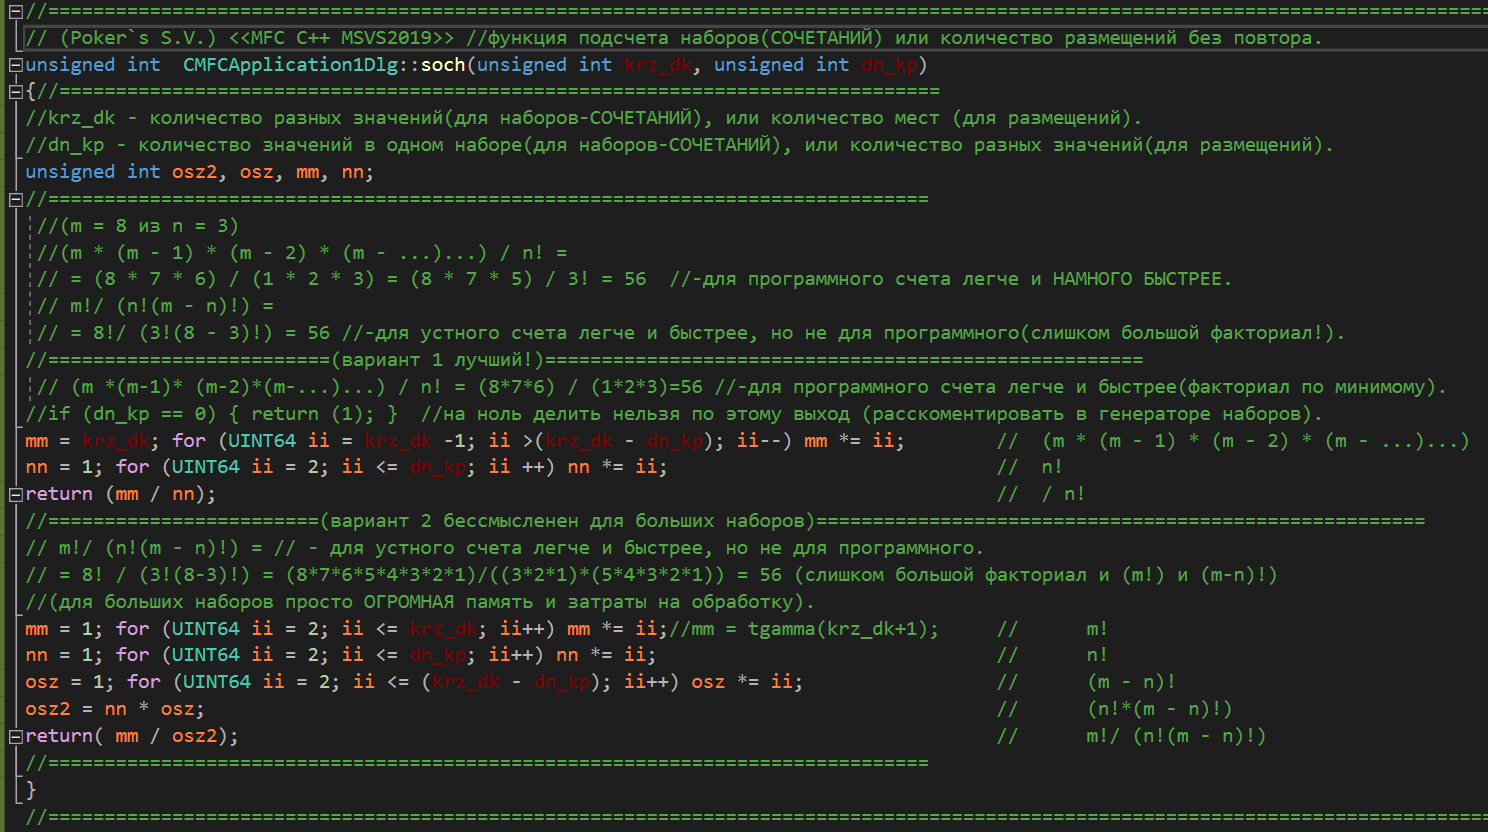 //================================================================================================================================
// (Poker`s S.V.) <<MFC C++ MSVS2019>> //функция подсчета наборов(СОЧЕТАНИЙ) или количество размещений без повтора.
unsigned int  CMFCApplication1Dlg::soch(unsigned int krz_dk, unsigned int dn_kp)
{//==============================================================================
//krz_dk - количество разных значений(для наборов-СОЧЕТАНИЙ), или количество мест (для размещений).
//dn_kp - количество значений в одном наборе(для наборов-СОЧЕТАНИЙ), или количество разных значений(для размещений).
unsigned int osz2, osz, mm, nn;
//==============================================================================
//(m = 8 из n = 3)
//(m * (m - 1) * (m - 2) * (m - ...)...) / n! =
// = (8 * 7 * 6) / (1 * 2 * 3) = (8 * 7 * 5) / 3! = 56  //-для программного счета легче и НАМНОГО БЫСТРЕЕ.
// m!/ (n!(m - n)!) =
// = 8!/ (3!(8 - 3)!) = 56 //-для устного счета легче и быстрее, но не для программного(слишком большой факториал!).
//=========================(вариант 1 лучший!)=====================================================
// (m *(m-1)* (m-2)*(m-...)...) / n! = (8*7*6) / (1*2*3)=56 //-для программного счета легче и быстрее(факториал по минимому).
//if (dn_kp == 0) { return (1); }  //на ноль делить нельзя по этому выход (расскоментировать в генераторе наборов).
mm = krz_dk; for (UINT64 ii = krz_dk -1; ii >(krz_dk - dn_kp); ii--) mm *= ii;        //  (m * (m - 1) * (m - 2) * (m - ...)...)
nn = 1; for (UINT64 ii = 2; ii <= dn_kp; ii ++) nn *= ii;                             //  n!
return (mm / nn);                                                                     //  / n!
//========================(вариант 2 бессмысленен для больших наборов)======================================================
// m!/ (n!(m - n)!) = // - для устного счета легче и быстрее, но не для программного.
// = 8! / (3!(8-3)!) = (8*7*6*5*4*3*2*1)/((3*2*1)*(5*4*3*2*1)) = 56 (слишком большой факториал и (m!) и (m-n)!)
//(для больших наборов просто ОГРОМНАЯ память и затраты на обработку).
mm = 1; for (UINT64 ii = 2; ii <= krz_dk; ii++) mm *= ii;//mm = tgamma(krz_dk+1);     //      m!
nn = 1; for (UINT64 ii = 2; ii <= dn_kp; ii++) nn *= ii;                              //      n!
osz = 1; for (UINT64 ii = 2; ii <= (krz_dk - dn_kp); ii++) osz *= ii;                 //      (m - n)!
osz2 = nn * osz;                                                                      //      (n!*(m - n)!)
return( mm / osz2);                                                                   //      m!/ (n!(m - n)!)
//==============================================================================
}
//================================================================================================================================